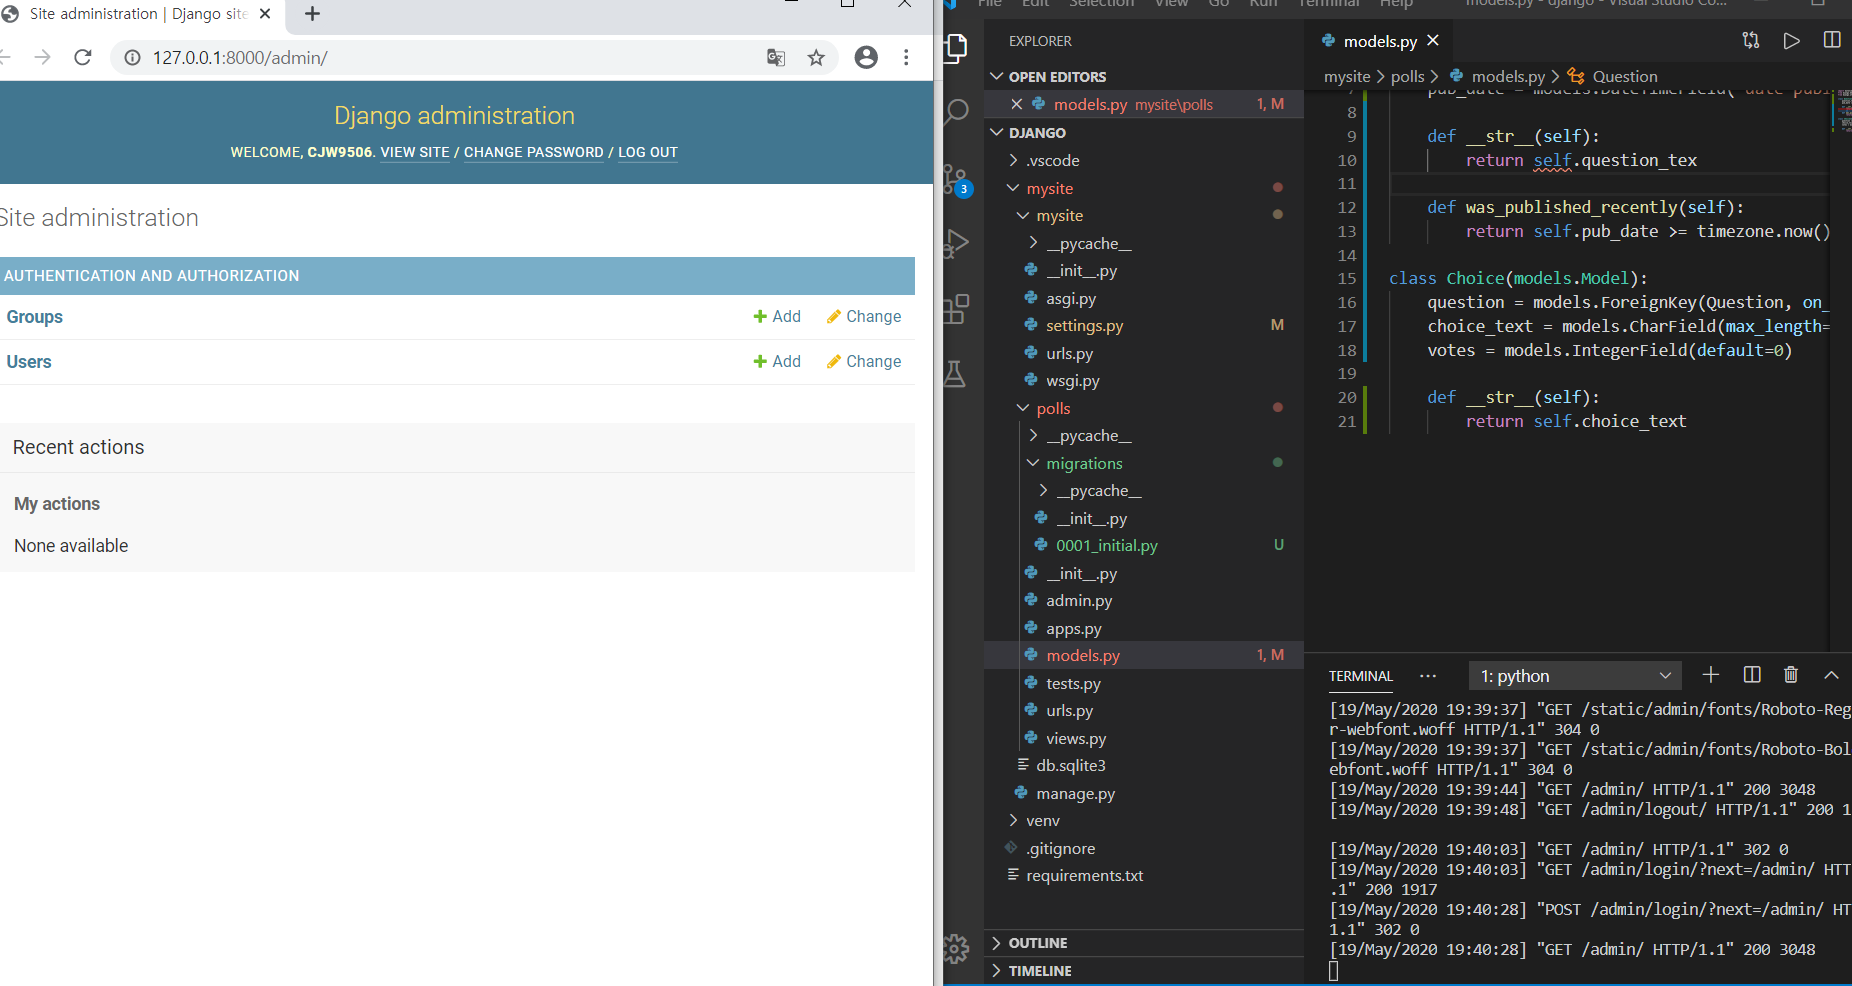 Site administration | Django site
127.0.0.1:8000/admin/
Django administration
WELCOME, CJW9506. VIEW SITE / CHANGE PASSWORD / LOG OUT
Site administration
AUTHENTICATION AND AUTHORIZATION
Groups Add Change
Users Add Change
Recent actions
My actions
None available
File Edit Selection View Go Run Terminal Help models.py - django - Visual Studio Co...
3
EXPLORER
OPEN EDITORS
models.py mysite\polls 1, M
DJANGO
.vscode
mysite
mysite
__pycache__
__init__.py
asgi.py
settings.py M
urls.py
wsgi.py
polls
__pycache__
migrations
__pycache__
__init__.py
0001_initial.py U
__init__.py
admin.py
apps.py
models.py 1, M
tests.py
urls.py
views.py
db.sqlite3
manage.py
venv
.gitignore
requirements.txt
OUTLINE
TIMELINE
models.py
mysite > polls > models.py > Question
7 pub_date = models.DateTimeField('date publ
8
9 def __str__(self):
10 return self.question_tex
11
12 def was_published_recently(self):
13 return self.pub_date >= timezone.now()
14
15 class Choice(models.Model):
16 question = models.ForeignKey(Question, on_
17 choice_text = models.CharField(max_length=
18 votes = models.IntegerField(default=0)
19
20 def __str__(self):
21 return self.choice_text
TERMINAL ... 1: python
[19/May/2020 19:39:37] "GET /static/admin/fonts/Roboto-Reg
r-webfont.woff HTTP/1.1" 304 0
[19/May/2020 19:39:37] "GET /static/admin/fonts/Roboto-Bol
ebfont.woff HTTP/1.1" 304 0
[19/May/2020 19:39:44] "GET /admin/ HTTP/1.1" 200 3048
[19/May/2020 19:39:48] "GET /admin/logout/ HTTP/1.1" 200 1
[19/May/2020 19:40:03] "GET /admin/ HTTP/1.1" 302 0
[19/May/2020 19:40:03] "GET /admin/login/?next=/admin/ HTT
.1" 200 1917
[19/May/2020 19:40:28] "POST /admin/login/?next=/admin/ HT
1.1" 302 0
[19/May/2020 19:40:28] "GET /admin/ HTTP/1.1" 200 3048